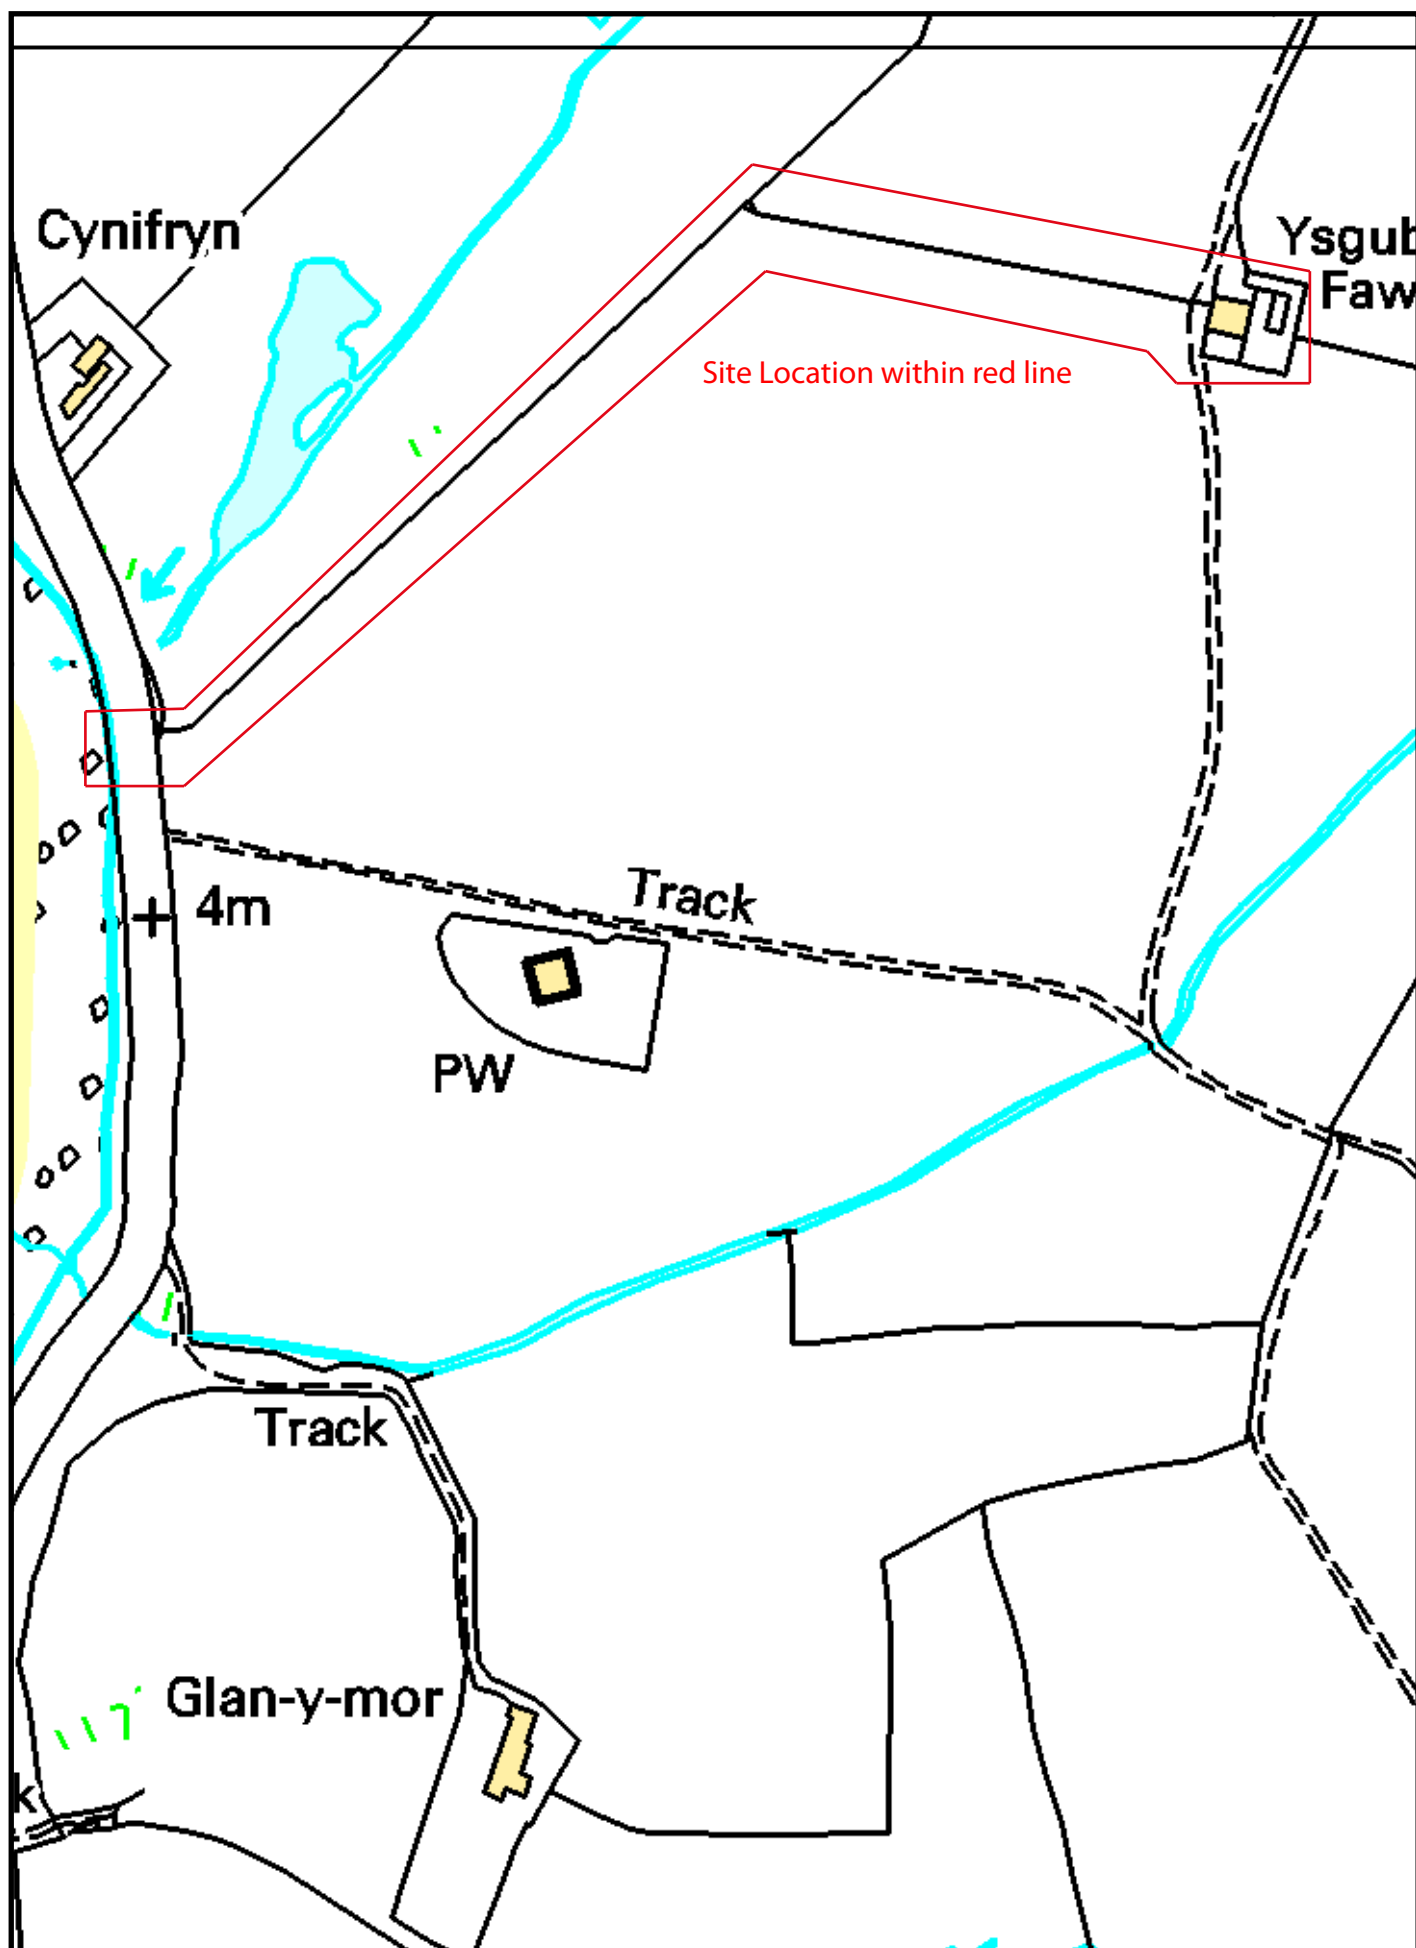 Cynifryn
Ysgub
Faw
Site Location within red line
Track
4m
PW
Track
Glan-y-mor
k